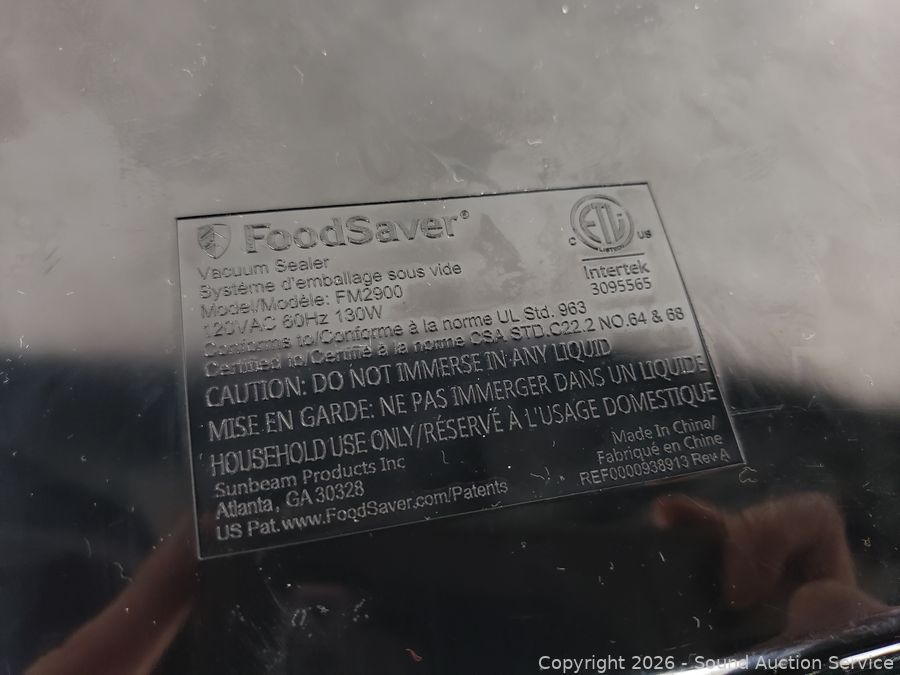 FoodSaver®
Vacuum Sealer
Système d'emballage sous vide
Model/Modèle: FM2900
120VAC 60Hz 130W
Conforms to/Conforme à la norme UL Std. 963
Certified to/Certifié à la norme CSA STD.C22.2 NO.64 & 68
CAUTION: DO NOT IMMERSE IN ANY LIQUID
MISE EN GARDE: NE PAS IMMERGER DANS UN LIQUIDE
HOUSEHOLD USE ONLY/RÉSERVÉ À L'USAGE DOMESTIQUE
Sunbeam Products Inc
Atlanta, GA 30328
US Pat.www.FoodSaver.com/Patents
C ETL US
LISTED
Intertek
3095565
Made In China/
Fabriqué en Chine
REF0000938913 Rev A
Copyright 2026 - Sound Auction Service